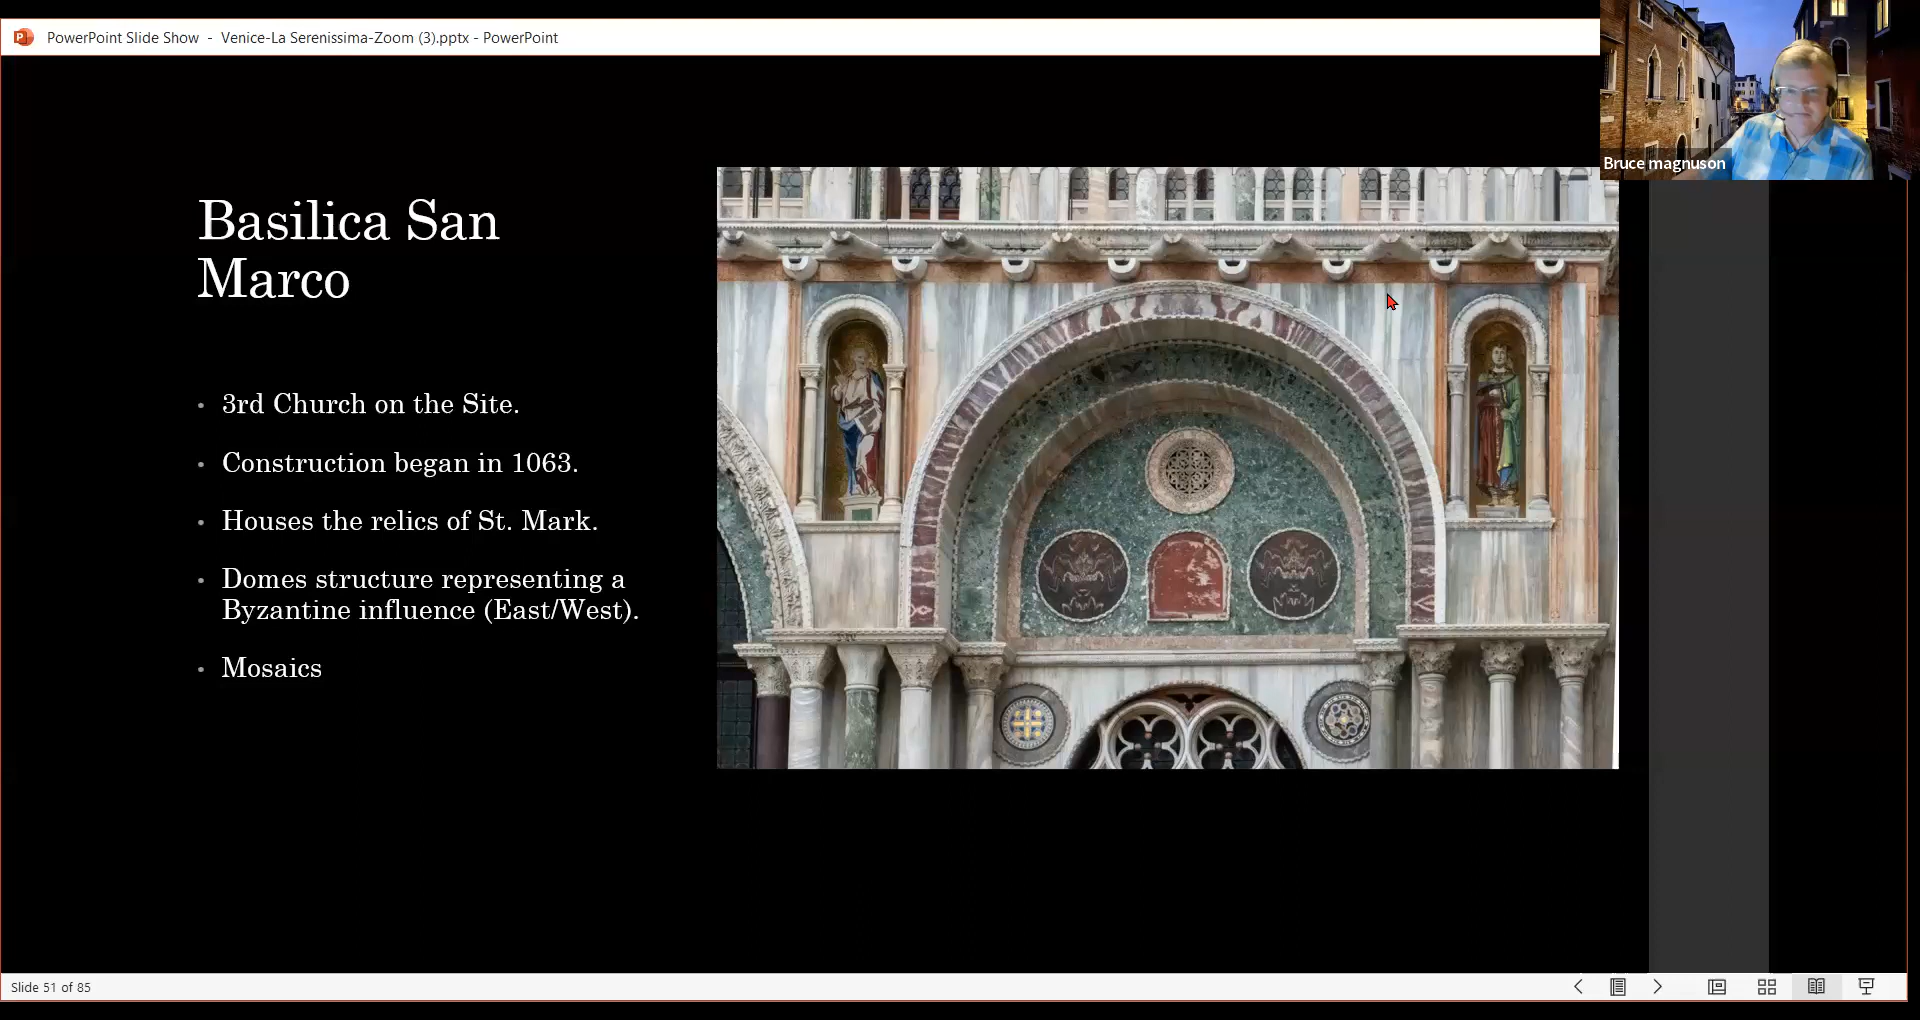 PowerPoint Slide Show - Venice-La Serenissima-Zoom (3).pptx - PowerPoint
Bruce magnuson
Basilica San
Marco
• 3rd Church on the Site.
• Construction began in 1063.
• Houses the relics of St. Mark.
• Domes structure representing a
Byzantine influence (East/West).
• Mosaics
Slide 51 of 85